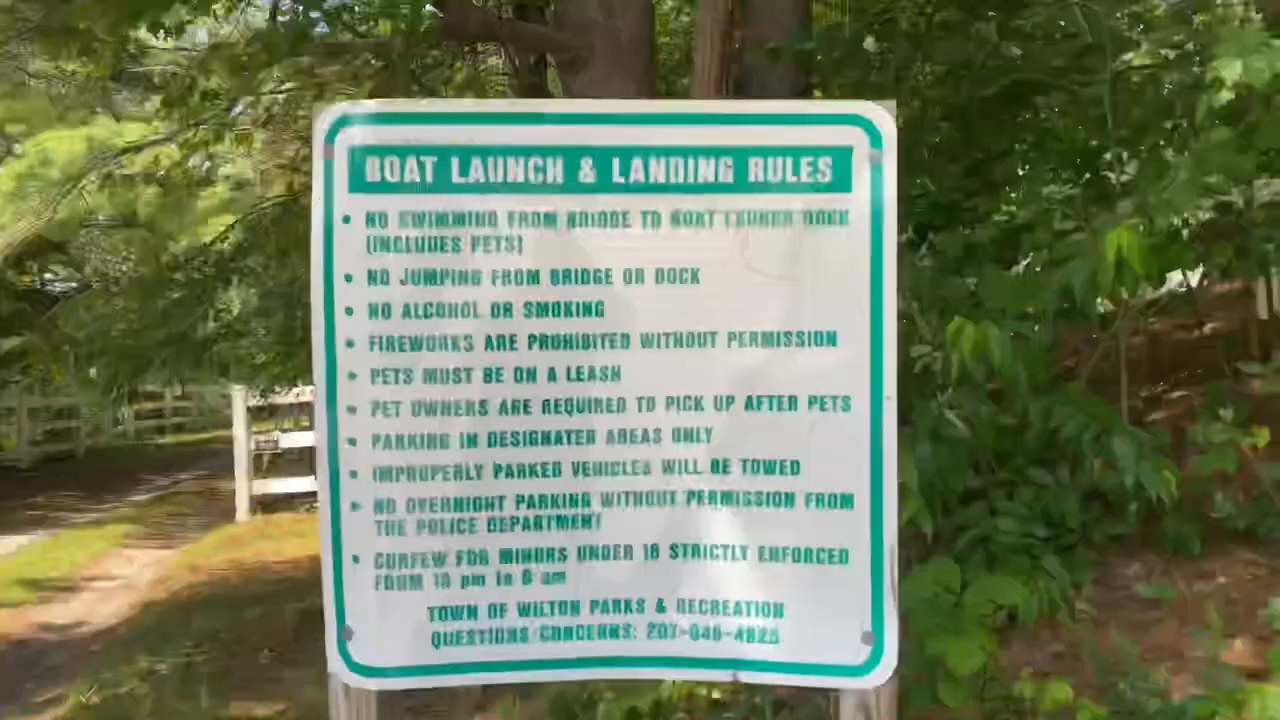 BOAT LAUNCH & LANDING RULES
• NO SWIMMING FROM BRIDGE TO BOAT LAUNCH DOCK
(INCLUDES PETS)
• NO JUMPING FROM BRIDGE OR DOCK
• NO ALCOHOL OR SMOKING
• FIREWORKS ARE PROHIBITED WITHOUT PERMISSION
• PETS MUST BE ON A LEASH
• PET OWNERS ARE REQUIRED TO PICK UP AFTER PETS
• PARKING IN DESIGNATED AREAS ONLY
• IMPROPERLY PARKED VEHICLES WILL BE TOWED
• NO OVERNIGHT PARKING WITHOUT PERMISSION FROM
THE POLICE DEPARTMENT
• CURFEW FOR MINORS UNDER 18 STRICTLY ENFORCED
FROM 10 pm to 6 am
TOWN OF WILTON PARKS & RECREATION
QUESTIONS/CONCERNS: